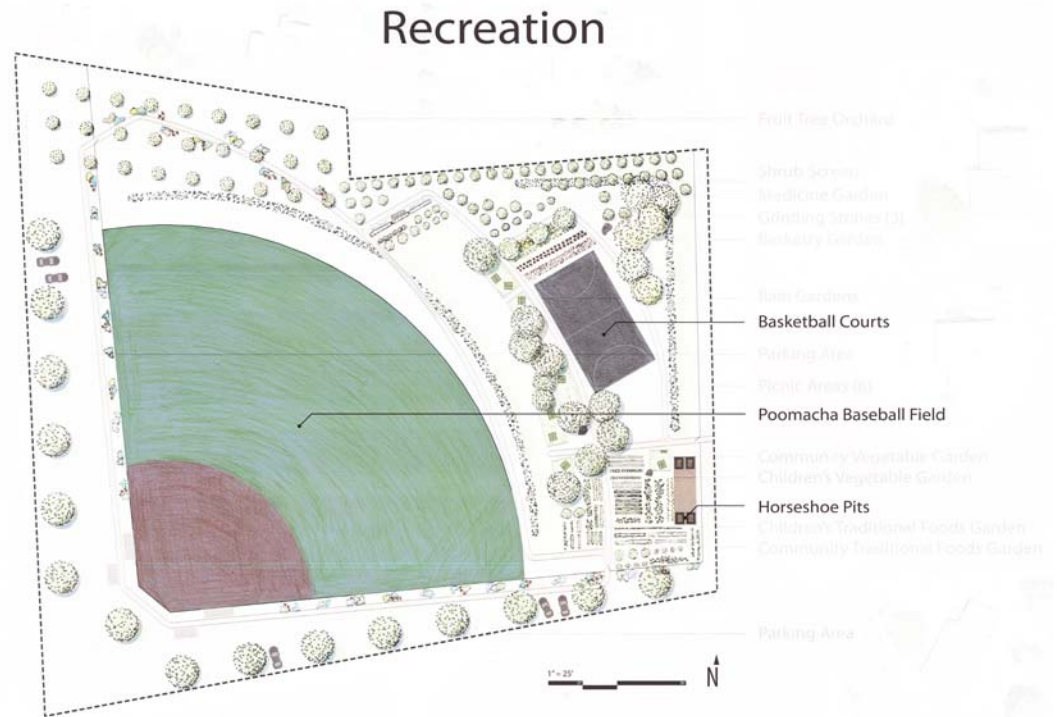 Recreation
Fruit Tree Orchard
Shrub Screen
Medicine Garden
Grinding Stones (3)
Basketry Garden
Rain Gardens
Basketball Courts
Parking Area
Picnic Areas (6)
Poomacha Baseball Field
Community Vegetable Garden
Children's Vegetable Garden
Horseshoe Pits
Children's Traditional Foods Garden
Community Traditional Foods Garden
Parking Area
1" = 25'
N